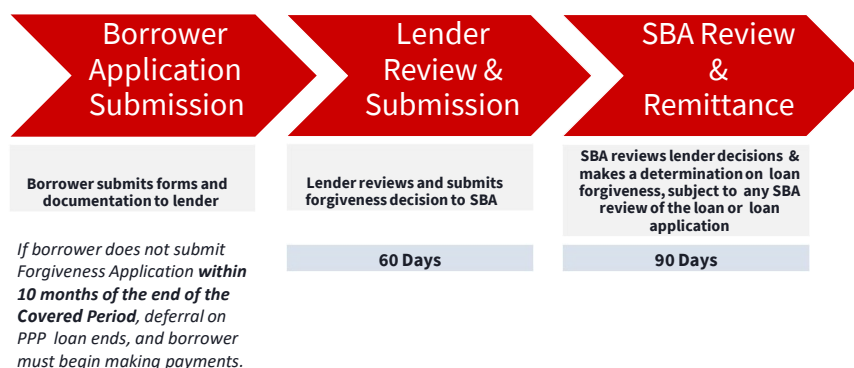 Borrower
Application
Submission
Lender
Review &
Submission
SBA Review
&
Remittance
Borrower submits forms and
documentation to lender
Lender reviews and submits
forgiveness decision to SBA
SBA reviews lender decisions &
makes a determination on loan
forgiveness, subject to any SBA
review of the loan or loan
application
If borrower does not submit
Forgiveness Application within
10 months of the end of the
Covered Period, deferral on
PPP loan ends, and borrower
must begin making payments.
60 Days
90 Days